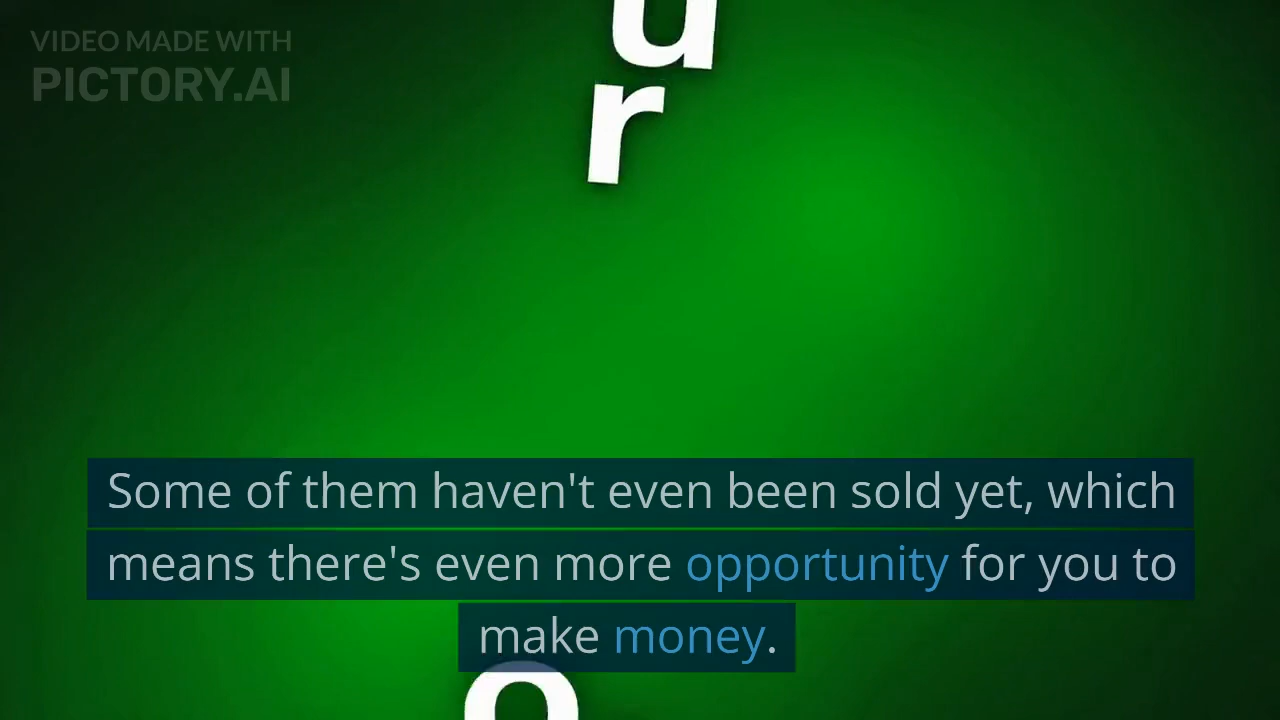 VIDEO MADE WITH
PICTORY.AI
u
r
Some of them haven't even been sold yet, which
means there's even more opportunity for you to
make money.
o